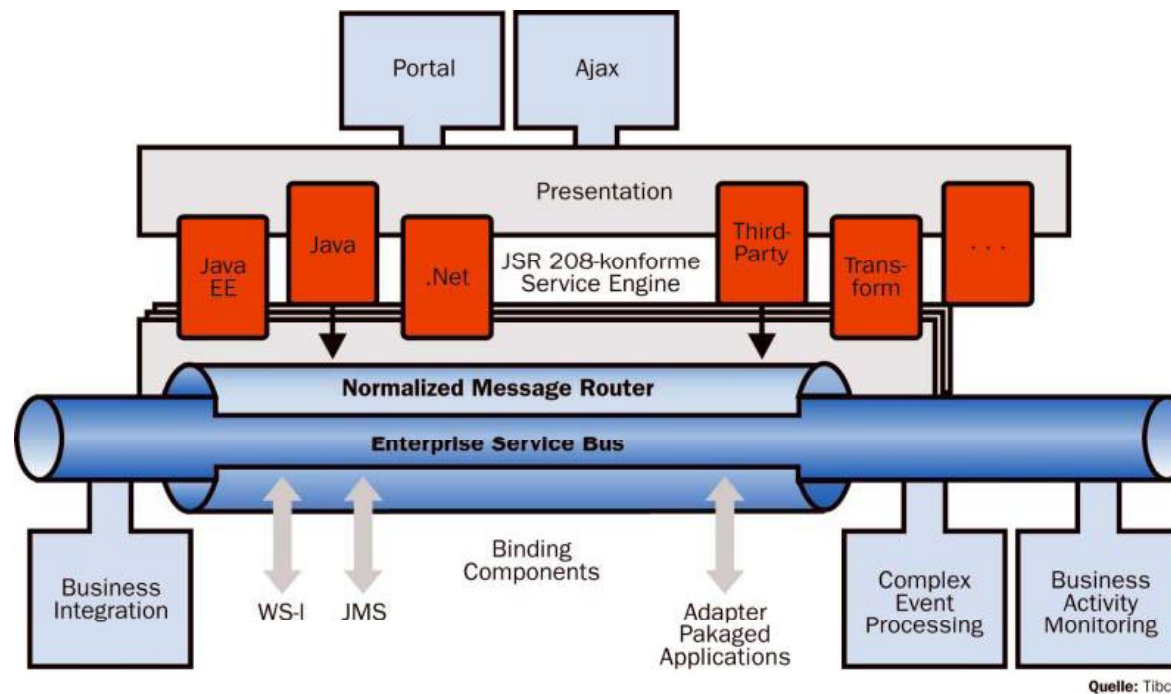 Portal
Ajax
Presentation
Java
EE
Java
.Net
JSR 208-konforme
Service Engine
Third-
Party
Trans-
form
. . .
Normalized Message Router
Enterprise Service Bus
Business
Integration
WS-I
JMS
Binding
Components
Adapter
Pakaged
Applications
Complex
Event
Processing
Business
Activity
Monitoring
Quelle: Tibc